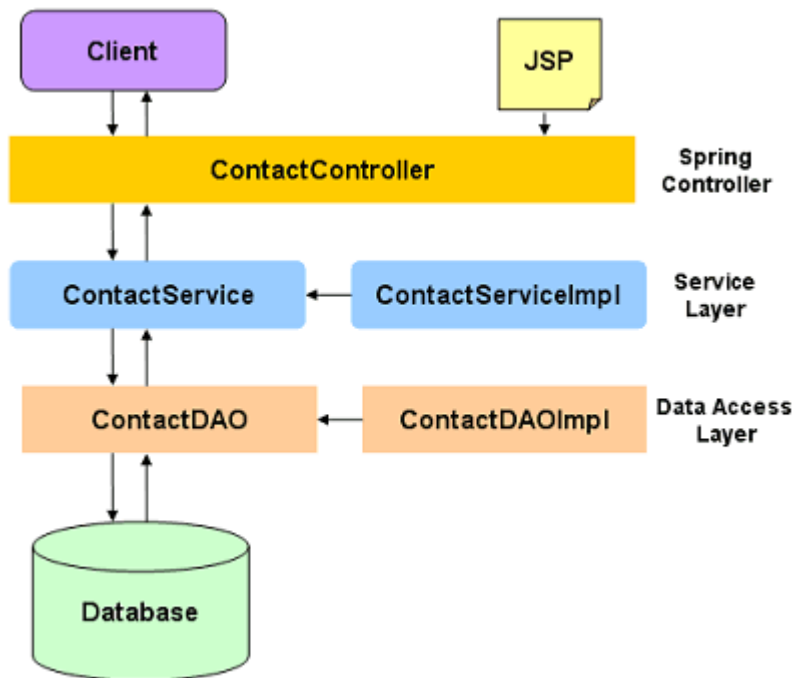 Client
JSP
ContactController
Spring
Controller
ContactService
ContactServiceImpl
Service
Layer
ContactDAO
ContactDAOImpl
Data Access
Layer
Database